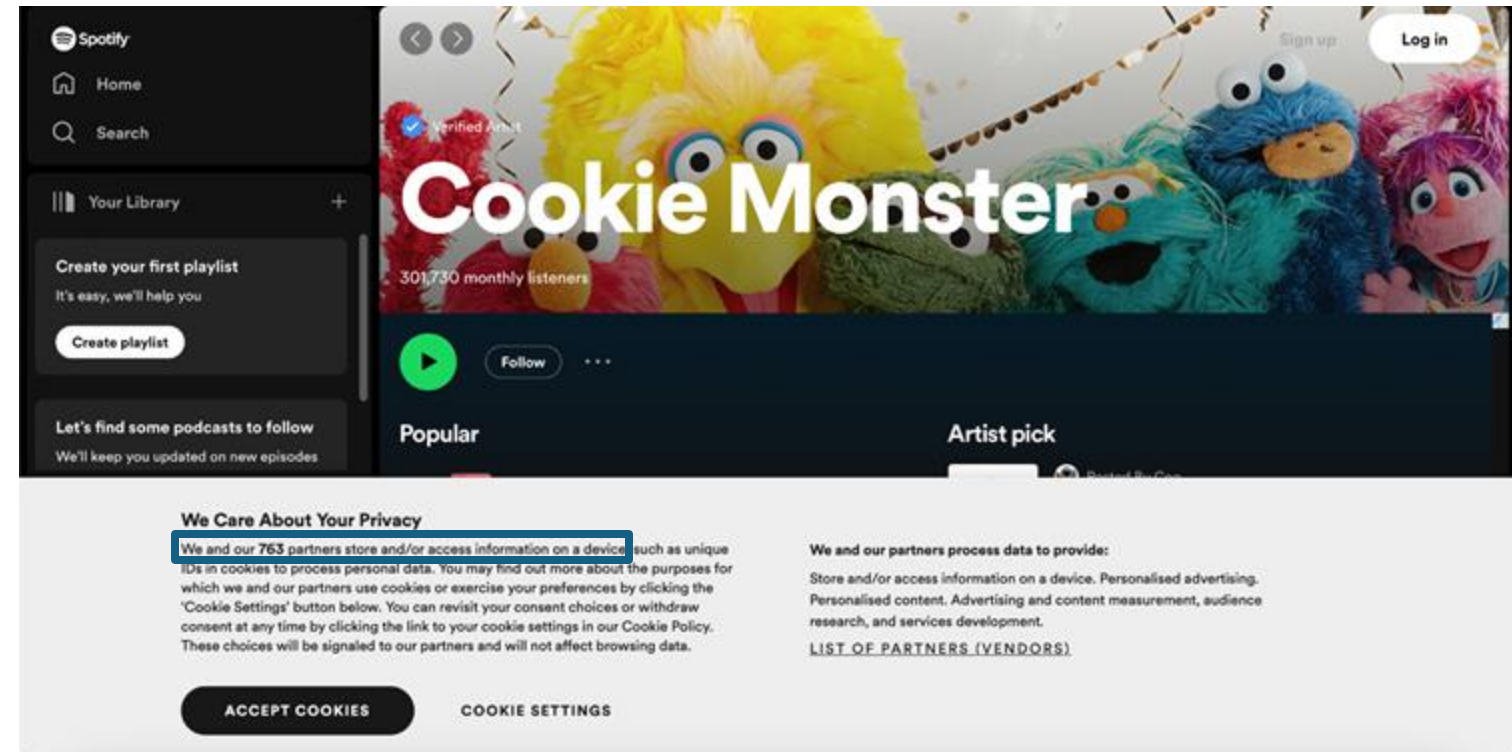 Spotify
Home
Search
Your Library
Create your first playlist
It's easy, we'll help you
Create playlist
Let's find some podcasts to follow
We'll keep you updated on new episodes
Sign up
Log in
Verified Artist
Cookie Monster
301,730 monthly listeners
Follow
Popular
Artist pick
Posted By
We Care About Your Privacy
We and our 763 partners store and/or access information on a device, such as unique
IDs in cookies to process personal data. You may find out more about the purposes for
which we and our partners use cookies or exercise your preferences by clicking the
'Cookie Settings' button below. You can revisit your consent choices or withdraw
consent at any time by clicking the link to your cookie settings in our Cookie Policy.
These choices will be signaled to our partners and will not affect browsing data.
ACCEPT COOKIES
COOKIE SETTINGS
We and our partners process data to provide:
Store and/or access information on a device. Personalised advertising.
Personalised content. Advertising and content measurement, audience
research, and services development.
LIST OF PARTNERS (VENDORS)